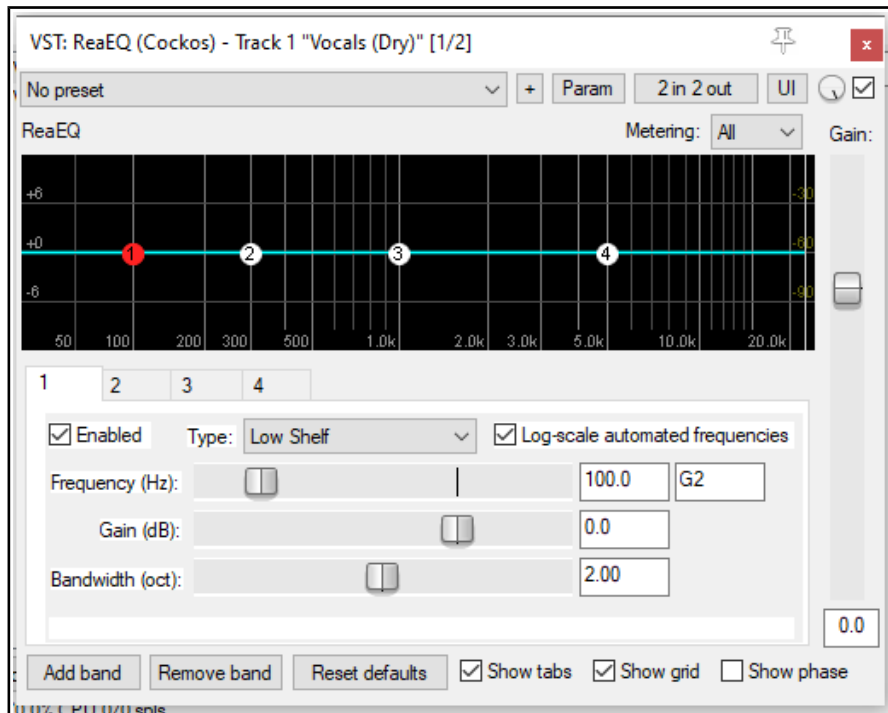 VST: ReaEQ (Cockos) - Track 1 "Vocals (Dry)" [1/2]
x
No preset
+
Param
2 in 2 out
UI
ReaEQ
Metering: All
Gain:
+6
-30
+0
-60
-6
-90
1
2
3
4
50 100 200 300 500 1.0k 2.0k 3.0k 5.0k 10.0k 20.0k
1 2 3 4
Enabled
Type: Low Shelf
Log-scale automated frequencies
Frequency (Hz): 100.0 G2
Gain (dB): 0.0
Bandwidth (oct): 2.00
0.0
Add band
Remove band
Reset defaults
Show tabs
Show grid
Show phase